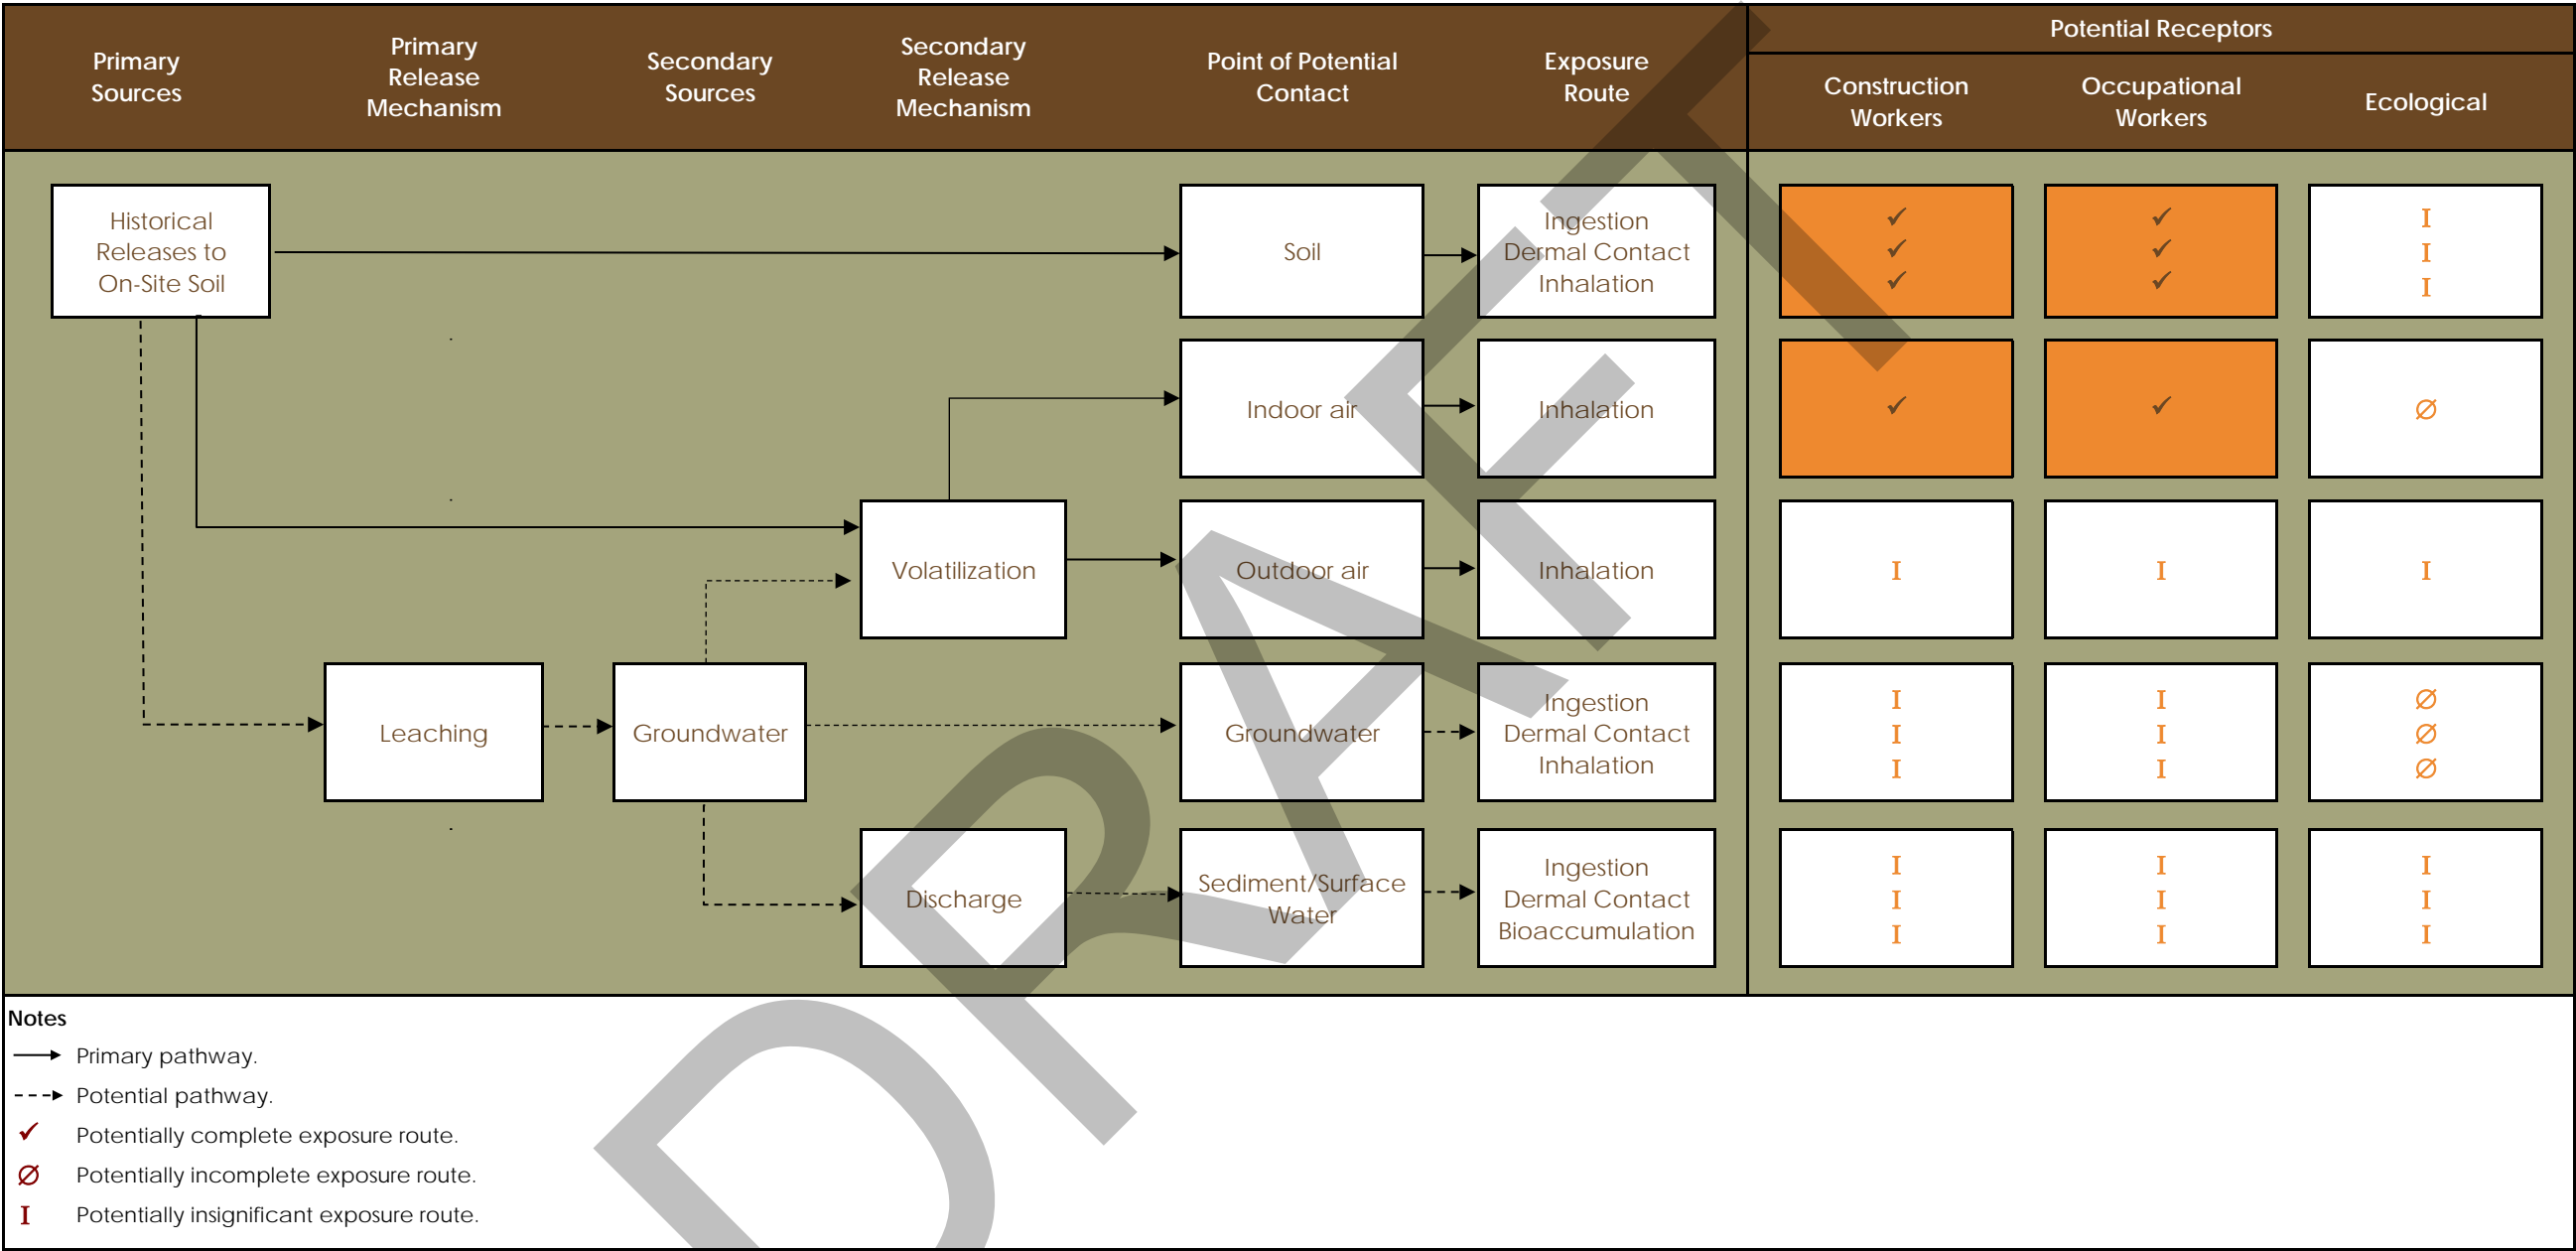 Primary
Sources
Primary
Release
Mechanism
Secondary
Sources
Secondary
Release
Mechanism
Point of Potential
Contact
Exposure
Route
Potential Receptors
Construction
Workers
Occupational
Workers
Ecological
Historical
Releases to
On-Site Soil
Soil
Ingestion
Dermal Contact
Inhalation
✓
✓
✓
✓
✓
✓
I
I
I
Indoor air
Inhalation
✓
✓
∅
Volatilization
Outdoor air
Inhalation
I
I
I
Leaching
Groundwater
Groundwater
Ingestion
Dermal Contact
Inhalation
I
I
I
I
I
I
∅
∅
∅
Discharge
Sediment/Surface
Water
Ingestion
Dermal Contact
Bioaccumulation
I
I
I
I
I
I
I
I
I
DRAFT
Notes
Primary pathway.
Potential pathway.
✓ Potentially complete exposure route.
∅ Potentially incomplete exposure route.
I Potentially insignificant exposure route.